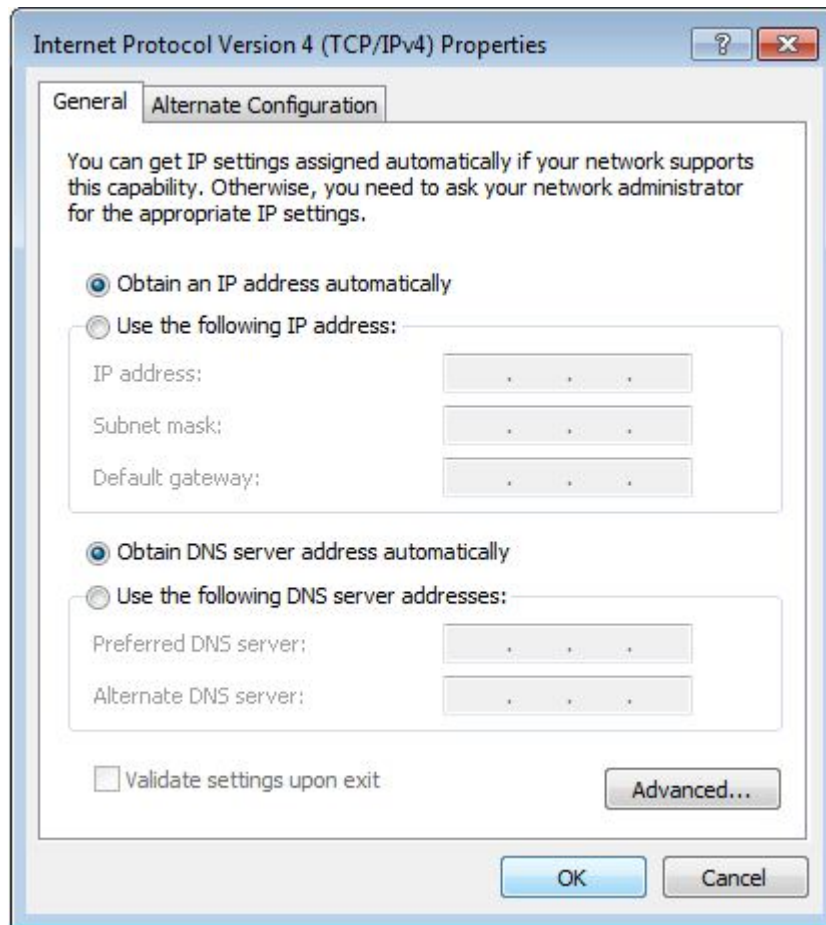 Internet Protocol Version 4 (TCP/IPv4) Properties
General
Alternate Configuration
You can get IP settings assigned automatically if your network supports
this capability. Otherwise, you need to ask your network administrator
for the appropriate IP settings.
Obtain an IP address automatically
Use the following IP address:
IP address:
Subnet mask:
Default gateway:
Obtain DNS server address automatically
Use the following DNS server addresses:
Preferred DNS server:
Alternate DNS server:
Validate settings upon exit
Advanced...
OK
Cancel